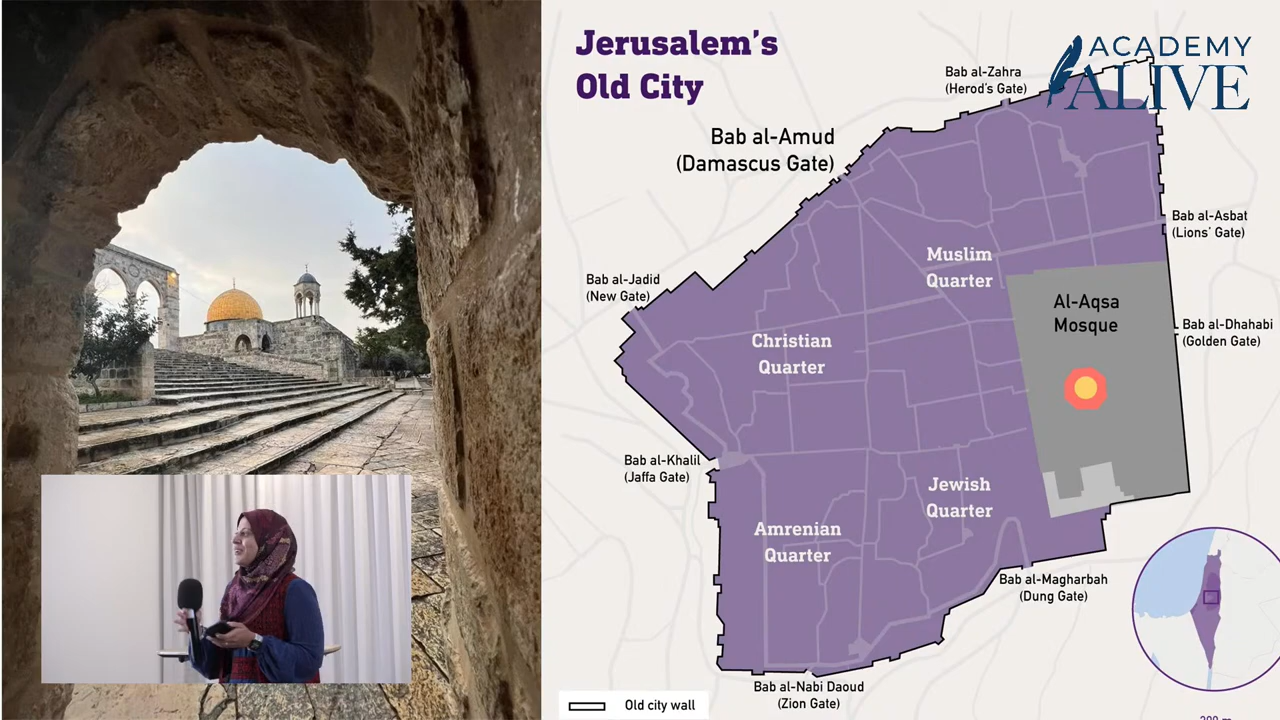 Jerusalem's
Old City
ACADEMY
ALIVE
Bab al-Zahra
(Herod's Gate)
Bab al-Amud
(Damascus Gate)
Bab al-Asbat
(Lions' Gate)
Muslim
Quarter
Bab al-Jadid
(New Gate)
Al-Aqsa
Mosque
Bab al-Dhahabi
(Golden Gate)
Christian
Quarter
Bab al-Khalil
(Jaffa Gate)
Jewish
Quarter
Amrenian
Quarter
Bab al-Magharbah
(Dung Gate)
Bab al-Nabi Daoud
(Zion Gate)
Old city wall